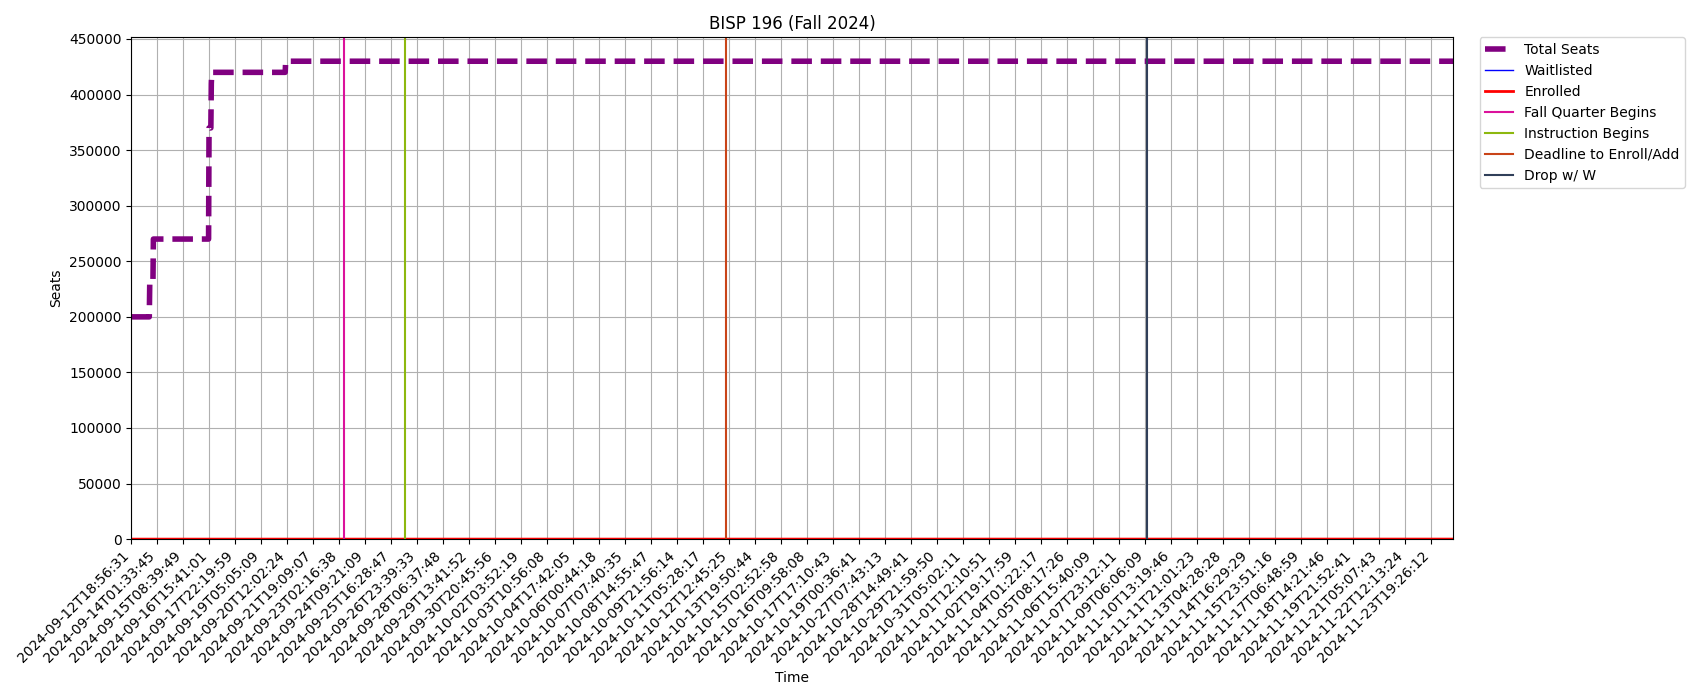 BISP 196 (Fall 2024)
450000
400000
350000
300000
250000
200000
150000
100000
50000
0
Seats
Total Seats
Waitlisted
Enrolled
Fall Quarter Begins
Instruction Begins
Deadline to Enroll/Add
Drop w/ W
2024-09-12T18:56:31
2024-09-14T01:33:45
2024-09-15T08:39:49
2024-09-16T15:41:01
2024-09-17T22:19:59
2024-09-19T05:05:09
2024-09-20T12:02:24
2024-09-21T19:09:07
2024-09-23T02:16:38
2024-09-24T09:21:09
2024-09-25T16:28:47
2024-09-26T23:39:33
2024-09-28T06:37:48
2024-09-29T13:41:52
2024-09-30T20:45:56
2024-10-02T03:52:19
2024-10-03T10:56:08
2024-10-04T17:42:05
2024-10-06T00:44:18
2024-10-07T07:40:35
2024-10-08T14:55:47
2024-10-09T21:56:14
2024-10-11T05:28:17
2024-10-12T12:45:25
2024-10-13T19:50:44
2024-10-15T02:52:58
2024-10-16T09:58:08
2024-10-17T17:10:43
2024-10-19T00:36:41
2024-10-27T07:43:13
2024-10-28T14:49:41
2024-10-29T21:59:50
2024-10-31T05:02:11
2024-11-01T12:10:51
2024-11-02T19:17:59
2024-11-04T01:22:17
2024-11-05T08:17:26
2024-11-06T15:40:09
2024-11-07T23:12:11
2024-11-09T06:06:09
2024-11-10T13:19:46
2024-11-11T21:01:23
2024-11-13T04:28:28
2024-11-14T16:29:29
2024-11-15T23:51:16
2024-11-17T06:48:59
2024-11-18T14:21:46
2024-11-19T21:52:41
2024-11-21T05:07:43
2024-11-22T12:13:24
2024-11-23T19:26:12
Time